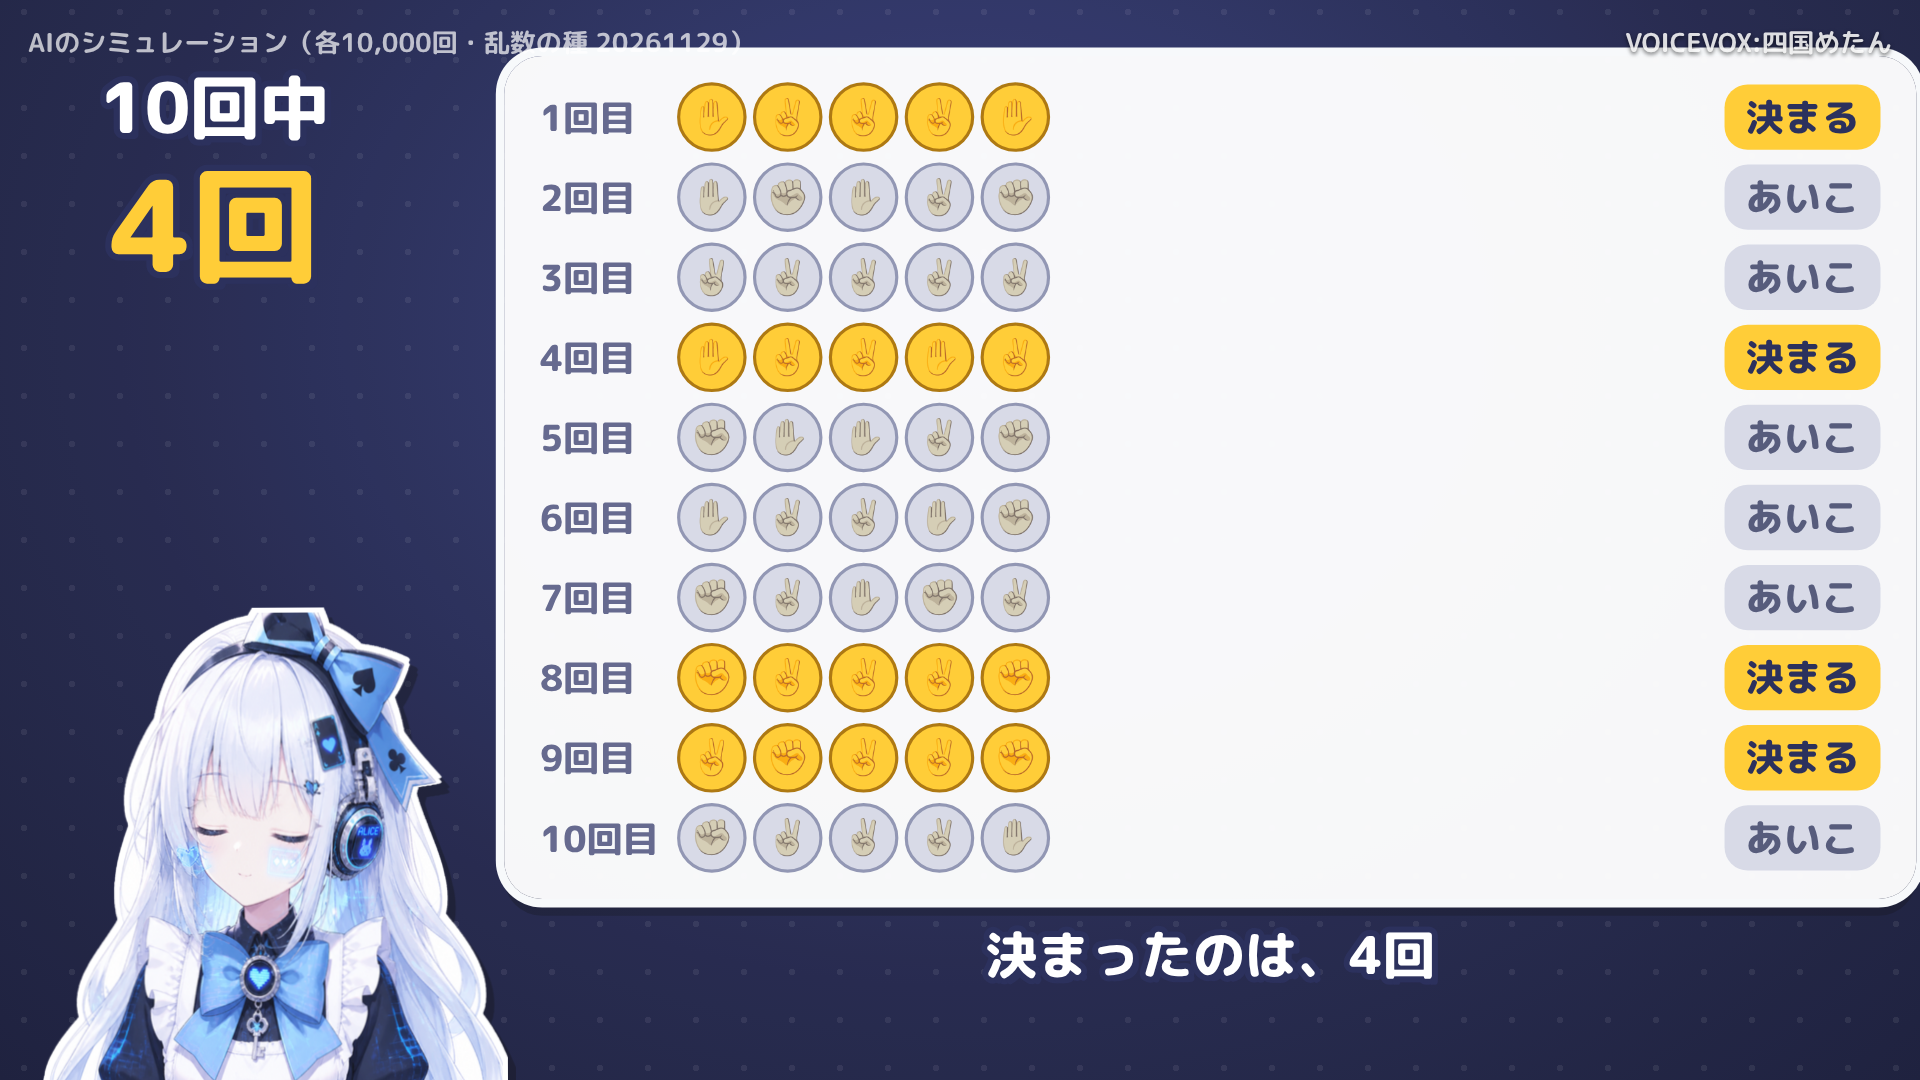 AIのシミュレーション（各10,000回・乱数の種 20261129）
VOICEVOX:四国めたん
10回中
4回
1回目 決まる
2回目 あいこ
3回目 あいこ
4回目 決まる
5回目 あいこ
6回目 あいこ
7回目 あいこ
8回目 決まる
9回目 決まる
10回目 あいこ
ALICE
決まったのは、4回